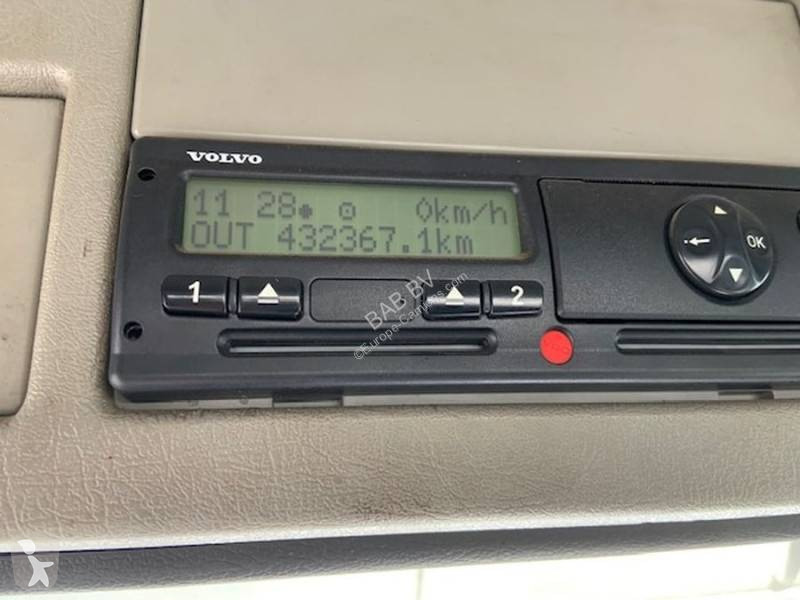 VOLVO
11 28 0km/h
OUT 432367.1km
1 2
OK
BAB BV
©Europe-Camions.com